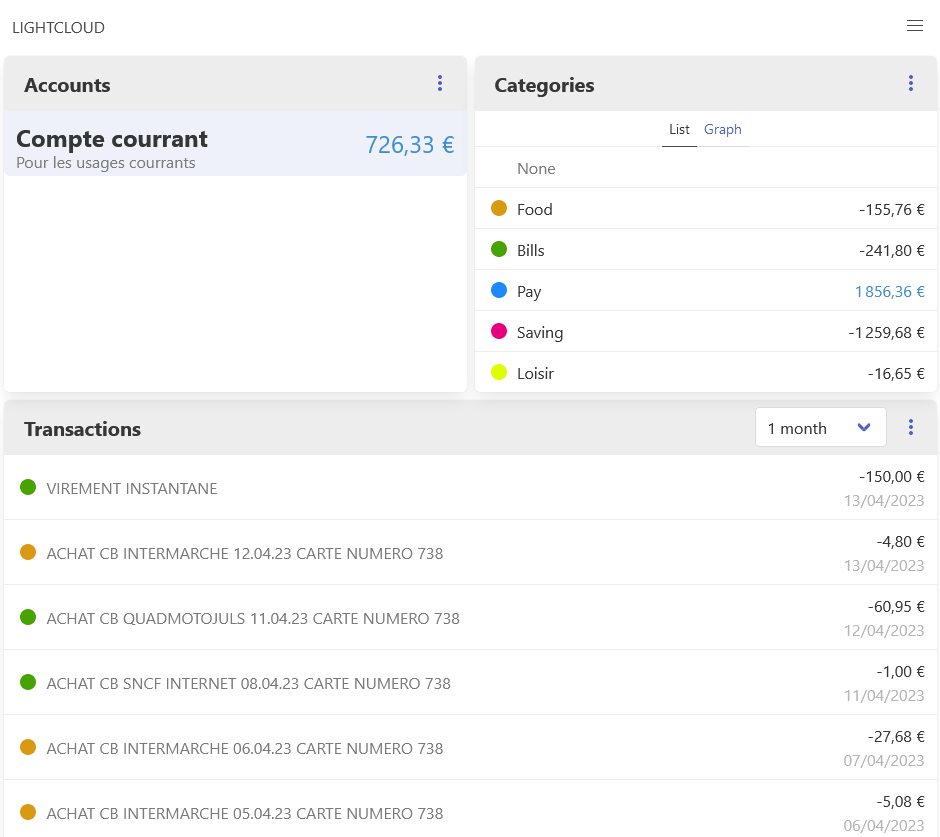 LIGHTCLOUD
Accounts
Compte courrant
726,33 €
Pour les usages courrants
Categories
List Graph
None
Food -155,76 €
Bills -241,80 €
Pay 1 856,36 €
Saving -1 259,68 €
Loisir -16,65 €
Transactions
1 month
VIREMENT INSTANTANE
-150,00 €
13/04/2023
ACHAT CB INTERMARCHE 12.04.23 CARTE NUMERO 738
-4,80 €
13/04/2023
ACHAT CB QUADMOTOJULS 11.04.23 CARTE NUMERO 738
-60,95 €
12/04/2023
ACHAT CB SNCF INTERNET 08.04.23 CARTE NUMERO 738
-1,00 €
11/04/2023
ACHAT CB INTERMARCHE 06.04.23 CARTE NUMERO 738
-27,68 €
07/04/2023
ACHAT CB INTERMARCHE 05.04.23 CARTE NUMERO 738
-5,08 €
06/04/2023